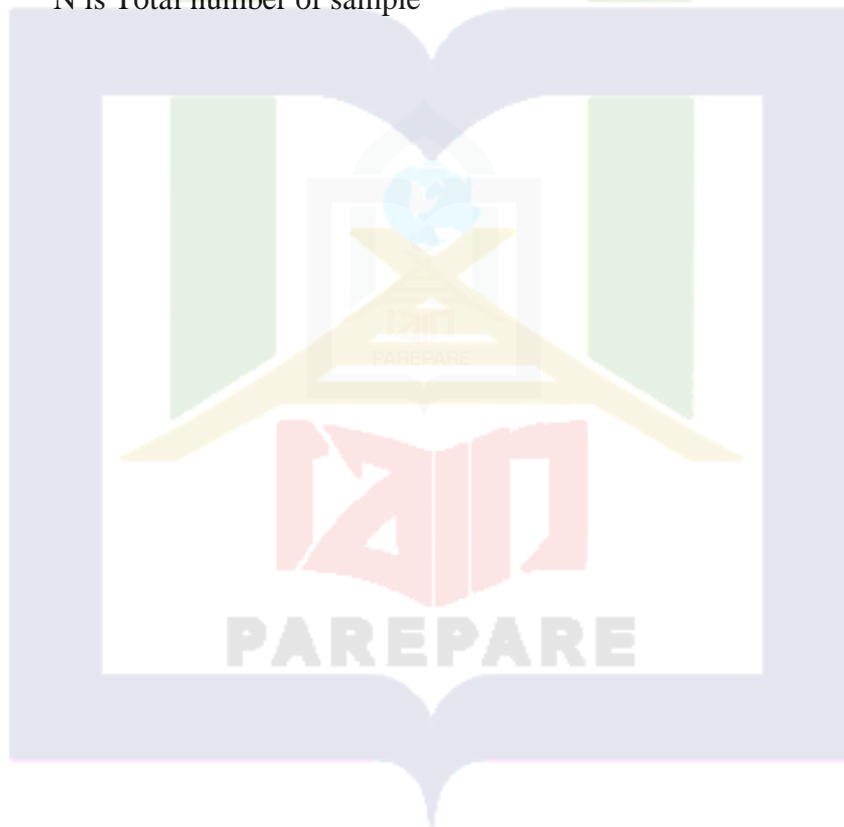 N is Total number of sample
IAIN
PAREPARE
IAIN
PAREPARE